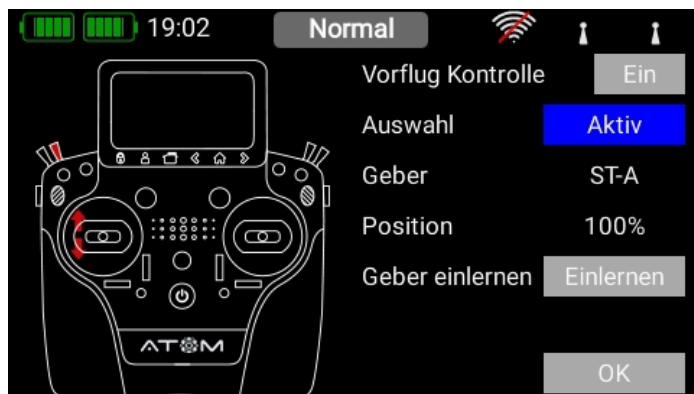 19:02 Normal
Vorflug Kontrolle Ein
Auswahl Aktiv
Geber ST-A
Position 100%
Geber einlernen Einlernen
ATOM
OK